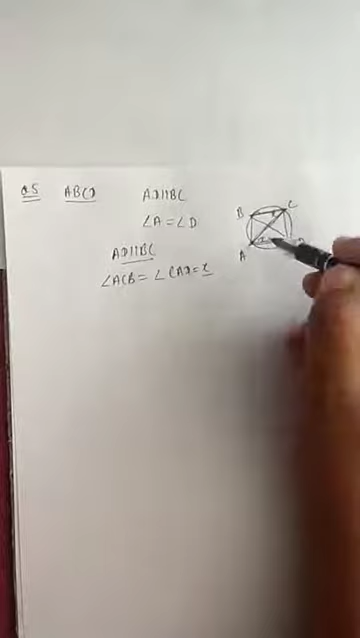 Q5 ABCD AD||BC
∠A = ∠D
AD||BC
∠ACB = ∠CAD = x
B C
A D
x